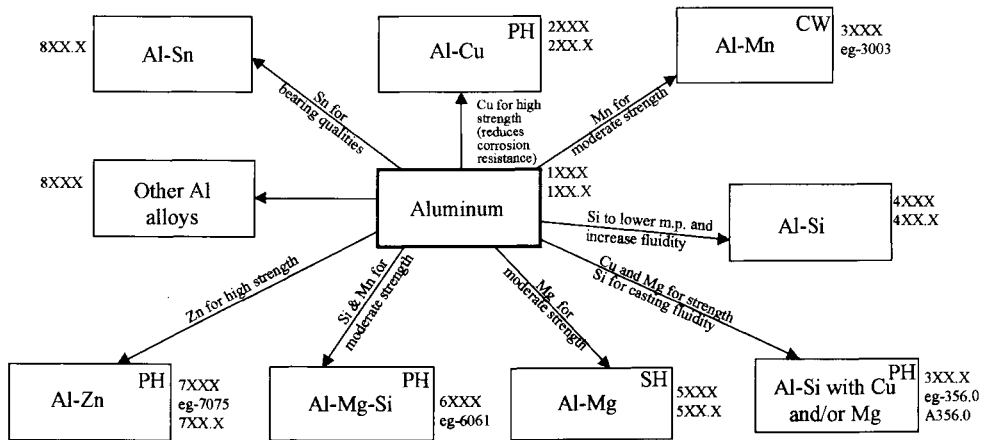 8XX.X
Al-Sn
PH
Al-Cu
2XXX
2XX.X
CW
Al-Mn
3XXX
eg-3003
Sn for
bearing qualities
Cu for high
strength
(reduces
corrosion
resistance)
Mn for
moderate strength
8XXX
Other Al
alloys
Aluminum
1XXX
1XX.X
Si to lower m.p. and
increase fluidity
Al-Si
4XXX
4XX.X
Zn for high strength
Si & Mn for
moderate strength
Mg for
moderate strength
Cu and Mg for strength
Si for casting fluidity
PH
Al-Zn
7XXX
eg-7075
7XX.X
PH
Al-Mg-Si
6XXX
eg-6061
SH
Al-Mg
5XXX
5XX.X
PH
Al-Si with Cu
and/or Mg
3XX.X
eg-356.0
A356.0